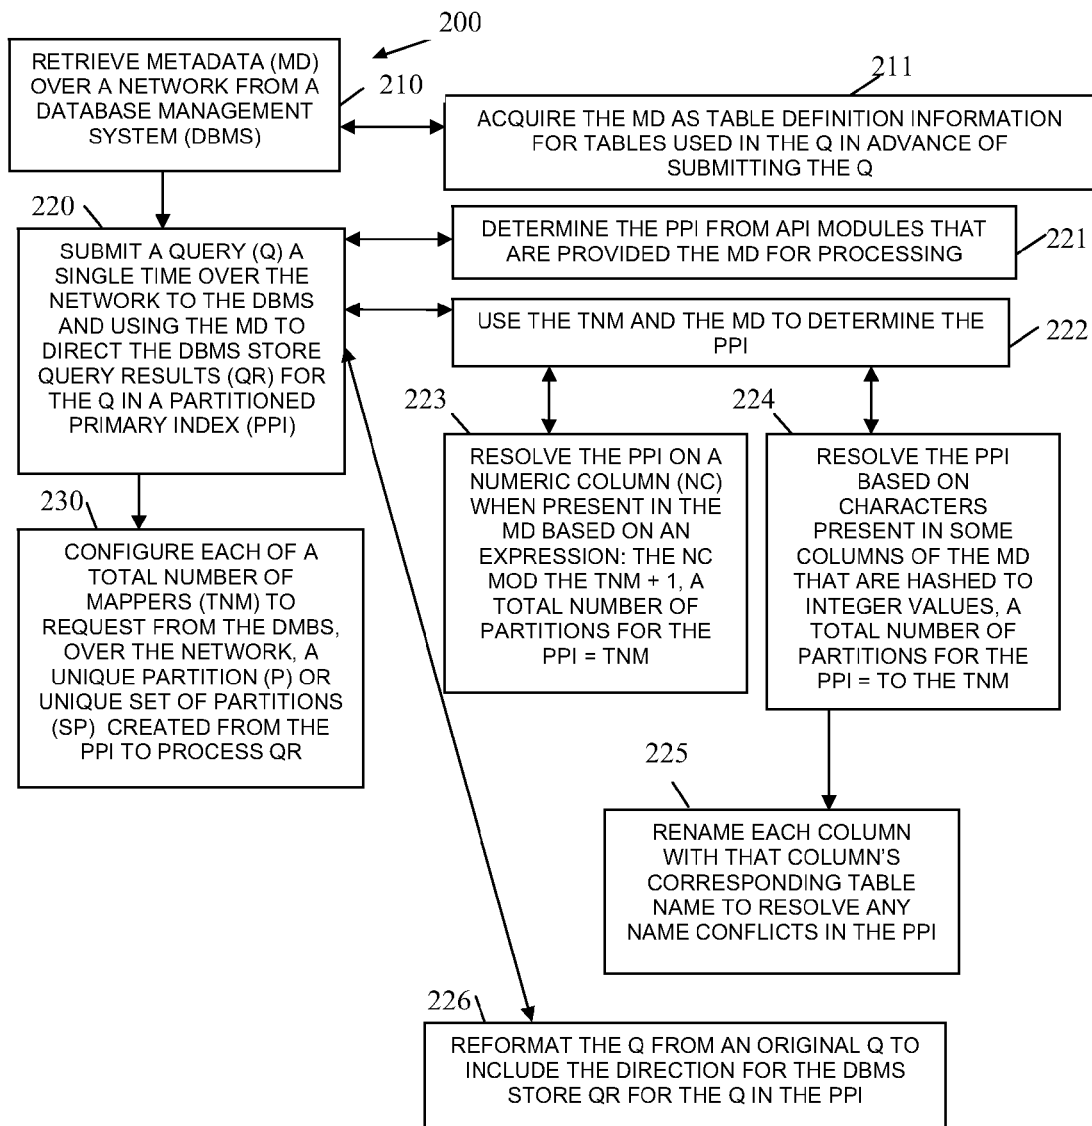 200
RETRIEVE METADATA (MD)
OVER A NETWORK FROM A
DATABASE MANAGEMENT
SYSTEM (DBMS)
210
211
ACQUIRE THE MD AS TABLE DEFINITION INFORMATION
FOR TABLES USED IN THE Q IN ADVANCE OF
SUBMITTING THE Q
220
SUBMIT A QUERY (Q) A
SINGLE TIME OVER THE
NETWORK TO THE DBMS
AND USING THE MD TO
DIRECT THE DBMS STORE
QUERY RESULTS (QR) FOR
THE Q IN A PARTITIONED
PRIMARY INDEX (PPI)
DETERMINE THE PPI FROM API MODULES THAT
ARE PROVIDED THE MD FOR PROCESSING
221
USE THE TNM AND THE MD TO DETERMINE THE
PPI
222
223
RESOLVE THE PPI ON A
NUMERIC COLUMN (NC)
WHEN PRESENT IN THE
MD BASED ON AN
EXPRESSION: THE NC
MOD THE TNM + 1, A
TOTAL NUMBER OF
PARTITIONS FOR THE
PPI = TNM
224
RESOLVE THE PPI
BASED ON
CHARACTERS
PRESENT IN SOME
COLUMNS OF THE MD
THAT ARE HASHED TO
INTEGER VALUES, A
TOTAL NUMBER OF
PARTITIONS FOR THE
PPI = TO THE TNM
230
CONFIGURE EACH OF A
TOTAL NUMBER OF
MAPPERS (TNM) TO
REQUEST FROM THE DMBS,
OVER THE NETWORK, A
UNIQUE PARTITION (P) OR
UNIQUE SET OF PARTITIONS
(SP) CREATED FROM THE
PPI TO PROCESS QR
225
RENAME EACH COLUMN
WITH THAT COLUMN'S
CORRESPONDING TABLE
NAME TO RESOLVE ANY
NAME CONFLICTS IN THE PPI
226
REFORMAT THE Q FROM AN ORIGINAL Q TO
INCLUDE THE DIRECTION FOR THE DBMS
STORE QR FOR THE Q IN THE PPI